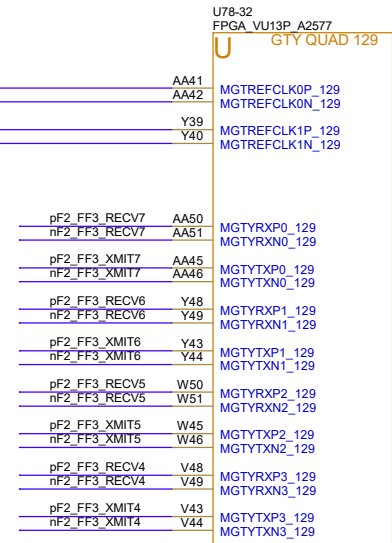 U78-32
FPGA_VU13P_A2577
U GTY QUAD 129
AA41 MGTREFCLK0P_129
AA42 MGTREFCLK0N_129
Y39 MGTREFCLK1P_129
Y40 MGTREFCLK1N_129
pF2_FF3_RECV7 AA50 MGTYRXP0_129
nF2_FF3_RECV7 AA51 MGTYRXN0_129
pF2_FF3_XMIT7 AA45 MGTYTXP0_129
nF2_FF3_XMIT7 AA46 MGTYTXN0_129
pF2_FF3_RECV6 Y48 MGTYRXP1_129
nF2_FF3_RECV6 Y49 MGTYRXN1_129
pF2_FF3_XMIT6 Y43 MGTYTXP1_129
nF2_FF3_XMIT6 Y44 MGTYTXN1_129
pF2_FF3_RECV5 W50 MGTYRXP2_129
nF2_FF3_RECV5 W51 MGTYRXN2_129
pF2_FF3_XMIT5 W45 MGTYTXP2_129
nF2_FF3_XMIT5 W46 MGTYTXN2_129
pF2_FF3_RECV4 V48 MGTYRXP3_129
nF2_FF3_RECV4 V49 MGTYRXN3_129
pF2_FF3_XMIT4 V43 MGTYTXP3_129
nF2_FF3_XMIT4 V44 MGTYTXN3_129